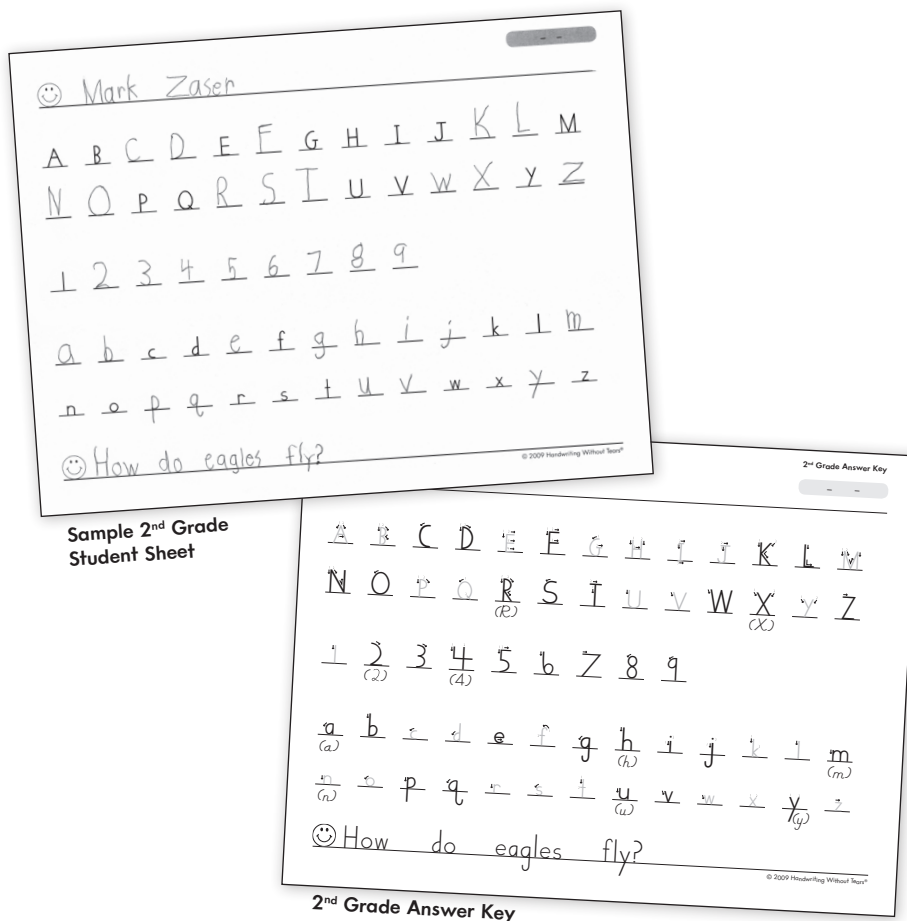 - -
Mark Zaser
A B C D E F G H I J K L M
N O P Q R S T U V W X Y Z
1 2 3 4 5 6 7 8 9
a b c d e f g h i j k l m
n o p q r s t u v w x y z
How do eagles fly?
© 2009 Handwriting Without Tears®
Sample 2nd Grade
Student Sheet
2nd Grade Answer Key
- -
A B C D E F G H I J K L M
N O P Q R S T U V W X Y Z
(R) (X)
1 2 3 4 5 6 7 8 9
(2) (4)
a b c d e f g h i j k l m
(a) (h) (m)
n o p q r s t u v w x y z
(n) (u) (y)
How do eagles fly?
© 2009 Handwriting Without Tears®
2nd Grade Answer Key